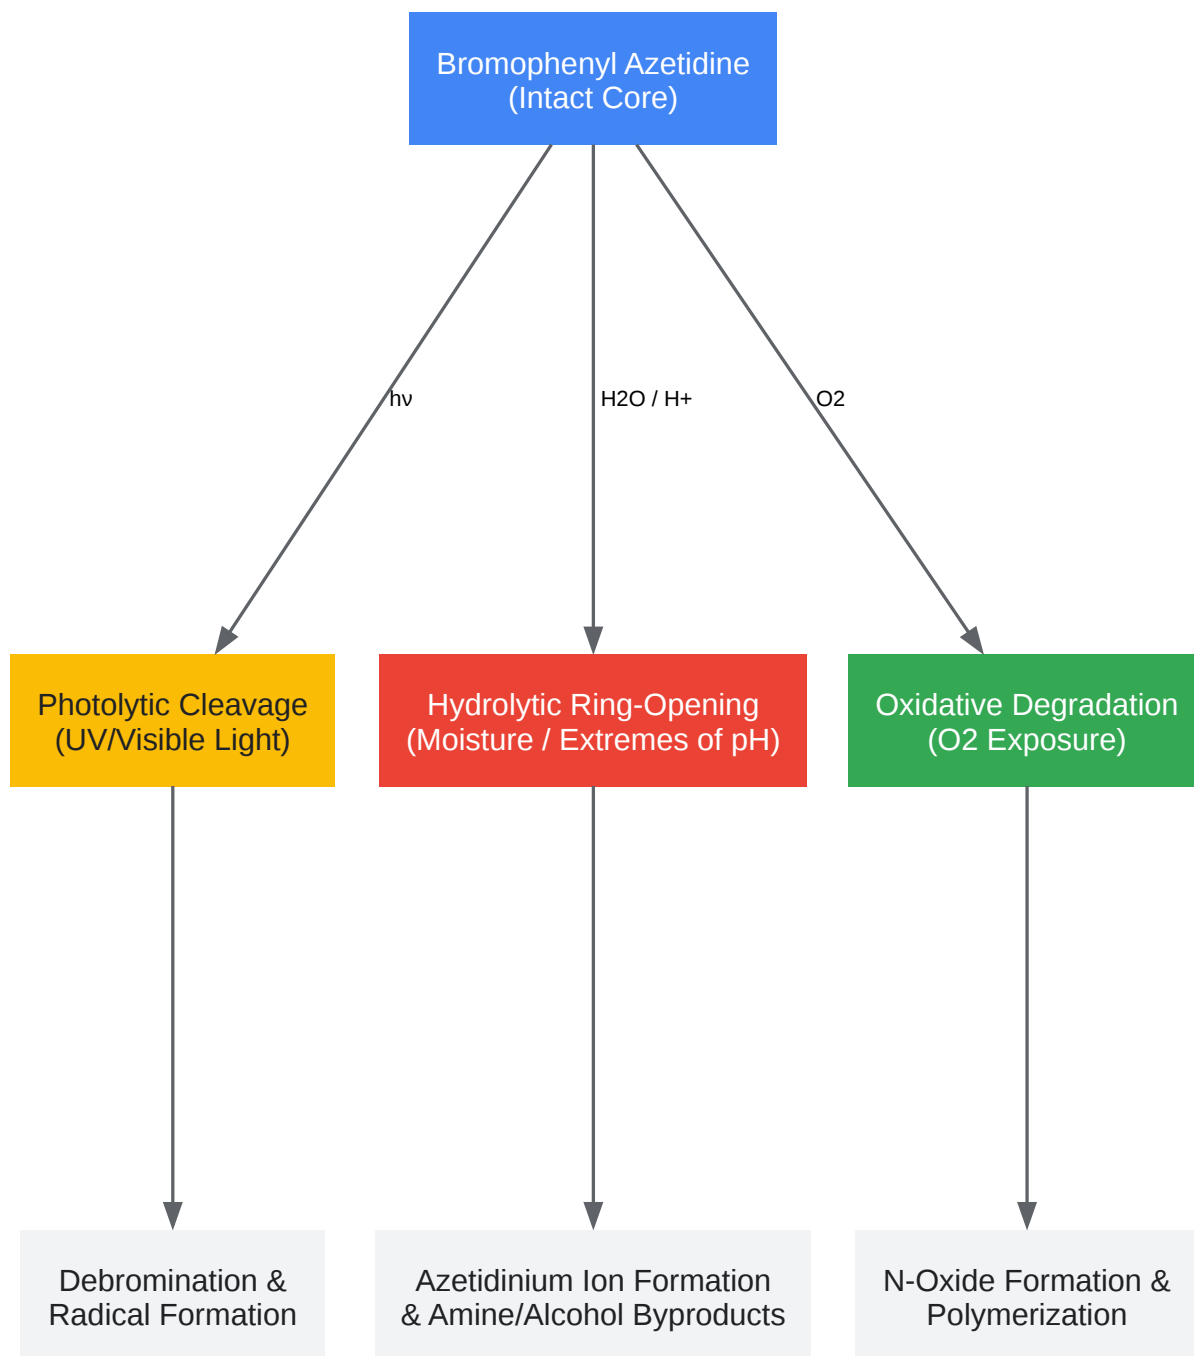 Bromophenyl Azetidine
(Intact Core)
hν
H2O / H+
O2
Photolytic Cleavage
(UV/Visible Light)
Hydrolytic Ring-Opening
(Moisture / Extremes of pH)
Oxidative Degradation
(O2 Exposure)
Debromination &
Radical Formation
Azetidinium Ion Formation
& Amine/Alcohol Byproducts
N-Oxide Formation &
Polymerization